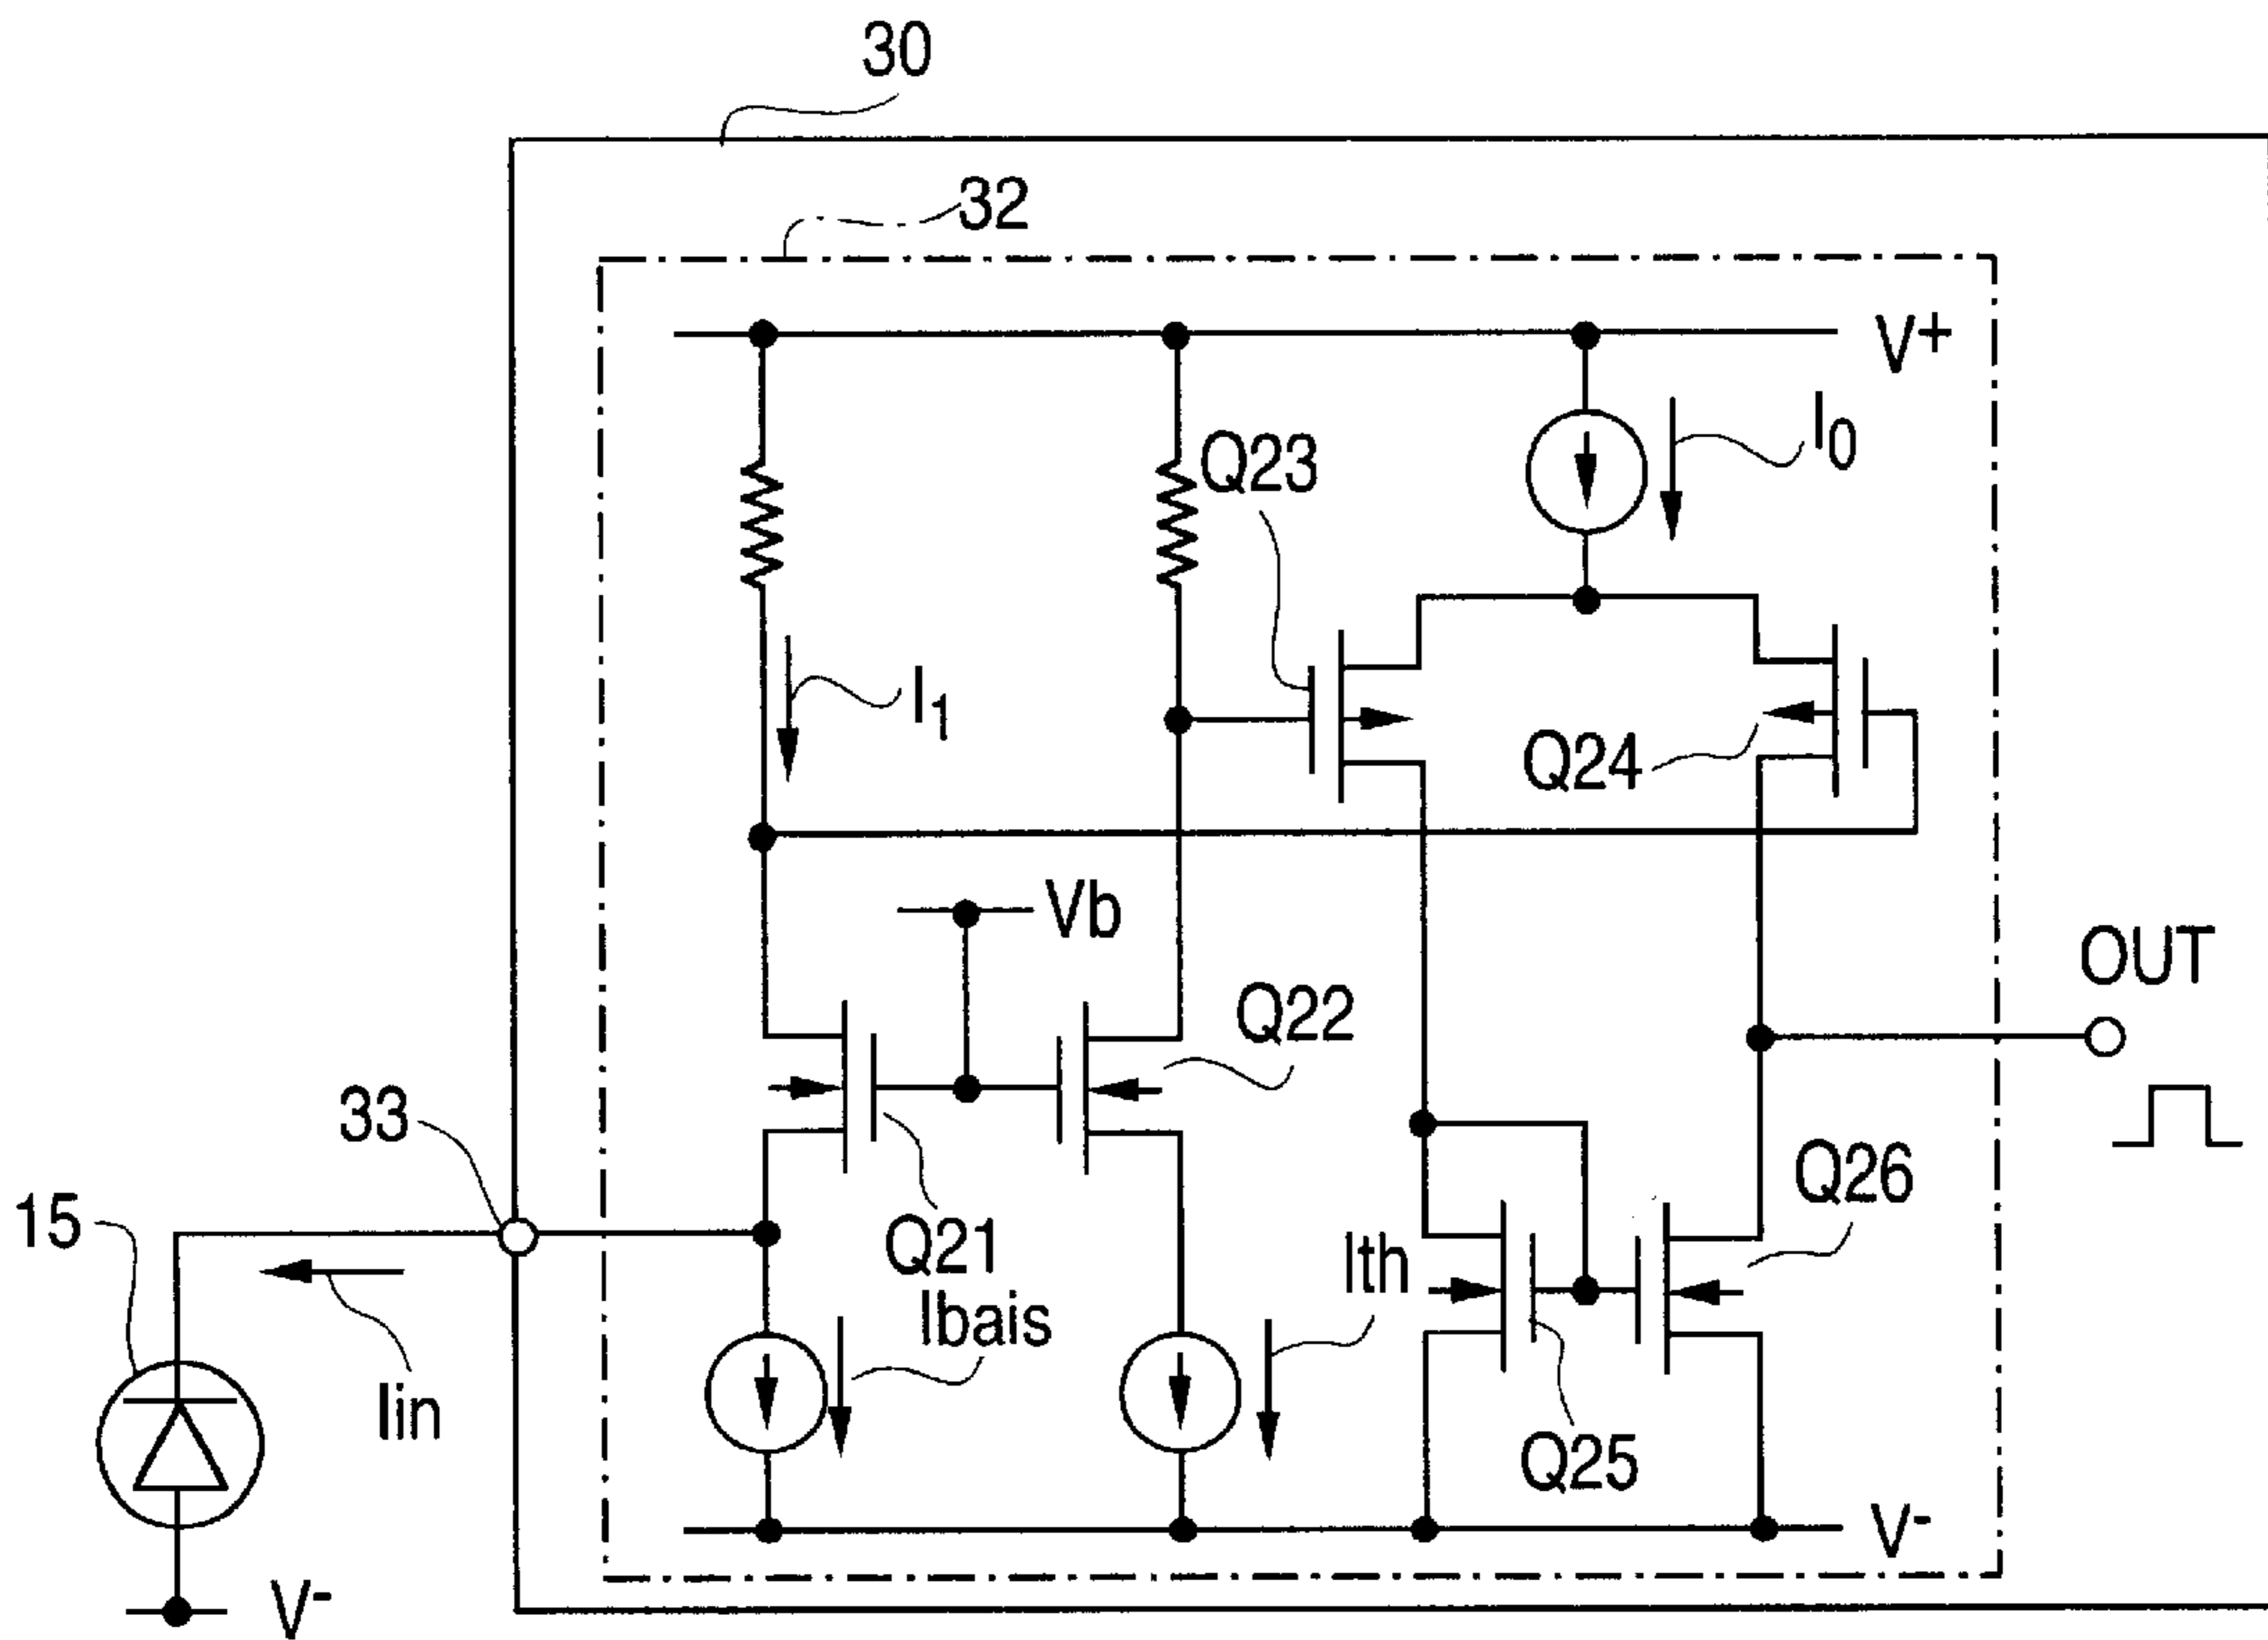 30
32
V+
I0
Q23
I1
Q24
Vb
OUT
Q22
33
Q26
15
Q21
Ith
Ibais
Iin
Q25
V-
V-